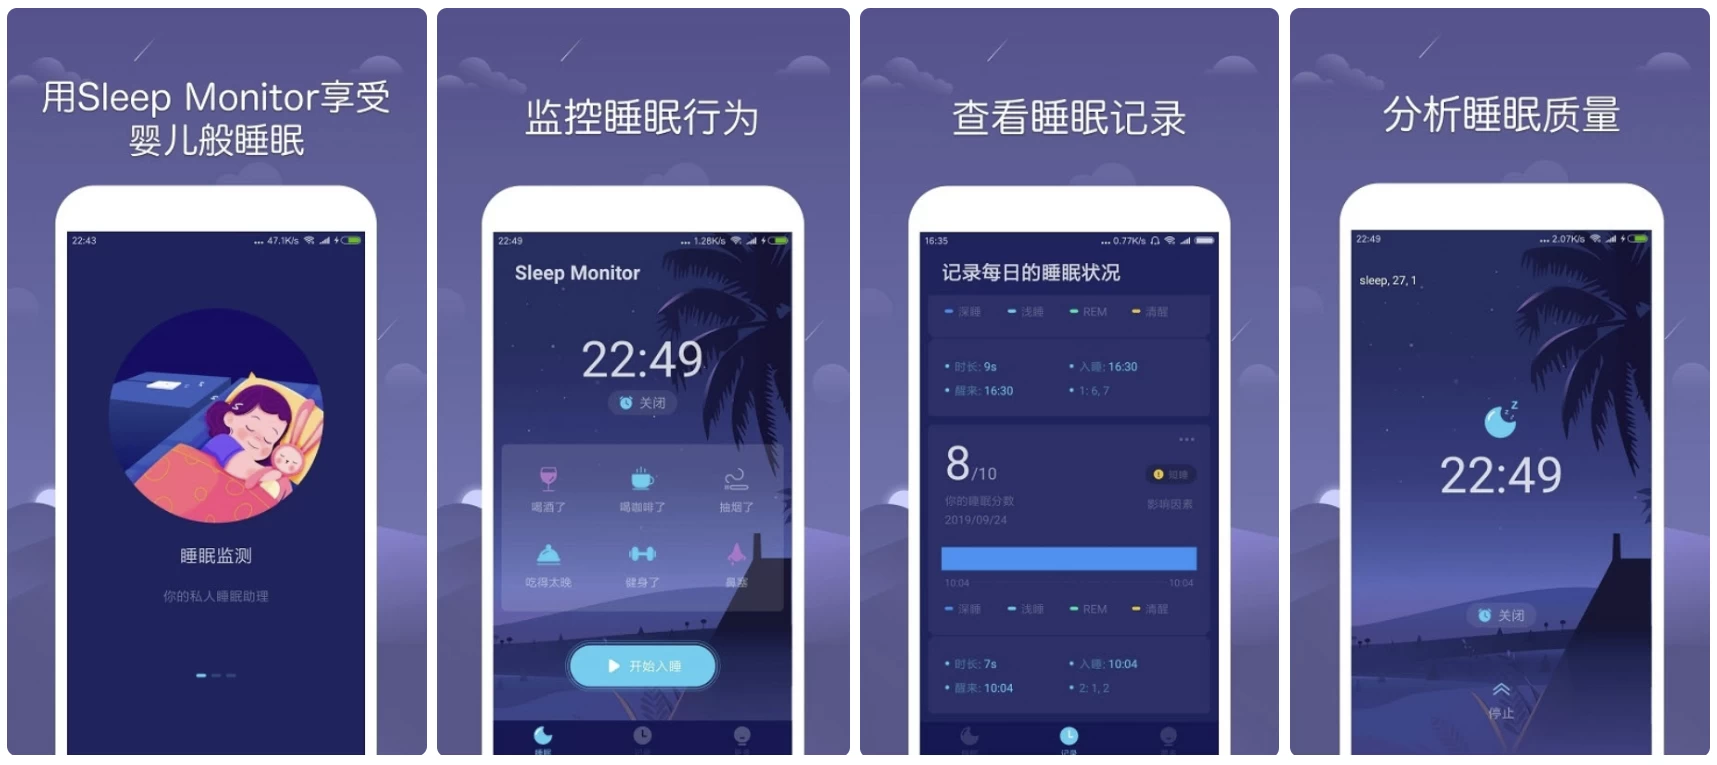 用Sleep Monitor享受
婴儿般睡眠
22:43
... 47.1K/s
睡眠监测
你的私人睡眠助理
监控睡眠行为
22:49
... 1.28K/s
Sleep Monitor
22:49
关闭
喝酒了 喝咖啡了 抽烟了
吃得太晚 健身了 鼻塞
开始入睡
睡眠
查看睡眠记录
16:35
... 0.77K/s
记录每日的睡眠状况
深睡 浅睡 REM 清醒
• 时长: 9s • 入睡: 16:30
• 醒来: 16:30 • 1: 6, 7
8/10
短睡
你的睡眠分数 影响因素
2019/09/24
10:04 10:04
深睡 浅睡 REM 清醒
• 时长: 7s • 入睡: 10:04
• 醒来: 10:04 • 2: 1, 2
记录
分析睡眠质量
22:49
... 2.07K/s
sleep, 27, 1
z z Z
22:49
关闭
停止